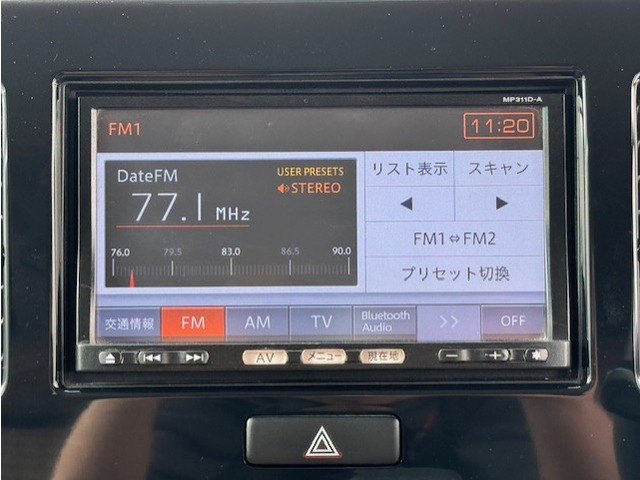 MP311D-A
FM1
11:20
DateFM
USER PRESETS
STEREO
77.1 MHz
76.0 79.5 83.0 86.5 90.0
リスト表示 スキャン
FM1⇔FM2
プリセット切換
交通情報 FM AM TV Bluetooth Audio >> OFF
AV メニュー 現在地